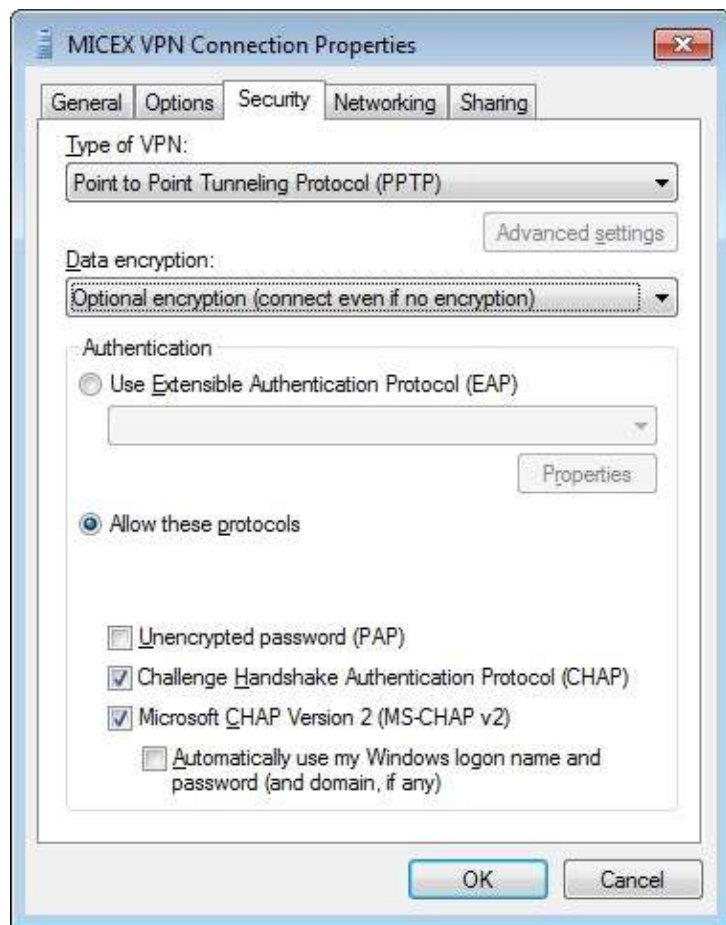 MICEX VPN Connection Properties
General Options Security Networking Sharing
Type of VPN:
Point to Point Tunneling Protocol (PPTP)
Advanced settings
Data encryption:
Optional encryption (connect even if no encryption)
Authentication
Use Extensible Authentication Protocol (EAP)
Properties
Allow these protocols
Unencrypted password (PAP)
Challenge Handshake Authentication Protocol (CHAP)
Microsoft CHAP Version 2 (MS-CHAP v2)
Automatically use my Windows logon name and
password (and domain, if any)
OK Cancel